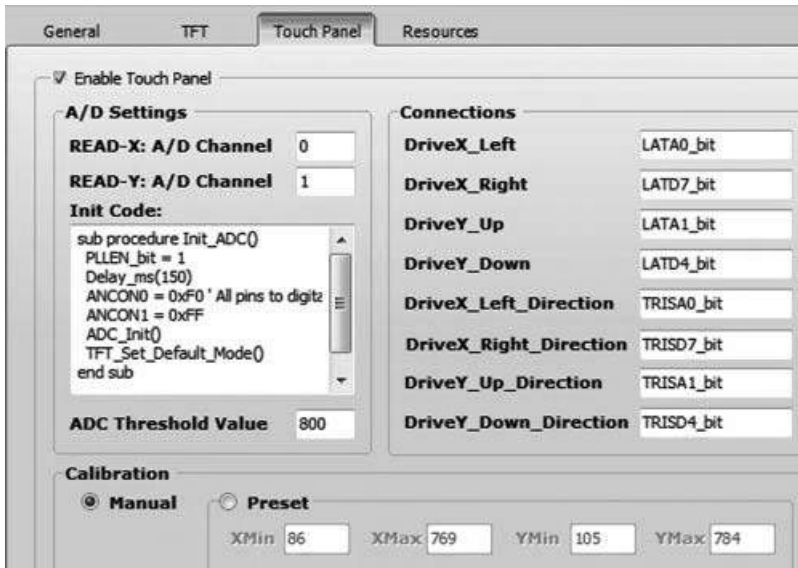 General TFT Touch Panel Resources
Enable Touch Panel
A/D Settings
READ-X: A/D Channel 0
READ-Y: A/D Channel 1
Init Code:
sub procedure Init_ADC()
PLLEN_bit = 1
Delay_ms(150)
ANCON0 = 0xF0 ' All pins to digita
ANCON1 = 0xFF
ADC_Init()
TFT_Set_Default_Mode()
end sub
ADC Threshold Value 800
Connections
DriveX_Left LATA0_bit
DriveX_Right LATD7_bit
DriveY_Up LATA1_bit
DriveY_Down LATD4_bit
DriveX_Left_Direction TRISA0_bit
DriveX_Right_Direction TRISD7_bit
DriveY_Up_Direction TRISA1_bit
DriveY_Down_Direction TRISD4_bit
Calibration
Manual Preset
XMin 86 XMax 769 YMin 105 YMax 784